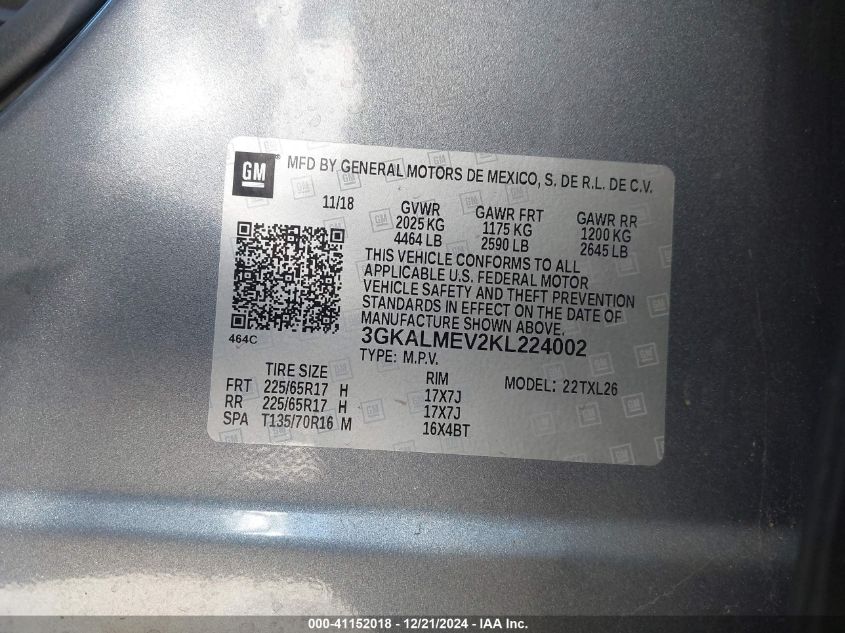 GM ® MFD BY GENERAL MOTORS DE MEXICO, S. DE R.L. DE C.V.
11/18 GVWR GAWR FRT GAWR RR
2025 KG 1175 KG 1200 KG
4464 LB 2590 LB 2645 LB
THIS VEHICLE CONFORMS TO ALL
APPLICABLE U.S. FEDERAL MOTOR
VEHICLE SAFETY AND THEFT PREVENTION
STANDARDS IN EFFECT ON THE DATE OF
MANUFACTURE SHOWN ABOVE.
464C 3GKALMEV2KL224002
TYPE: M.P.V.
TIRE SIZE RIM MODEL: 22TXL26
FRT 225/65R17 H 17X7J
RR 225/65R17 H 17X7J
SPA T135/70R16 M 16X4BT
000-41152018 - 12/21/2024 - IAA Inc.